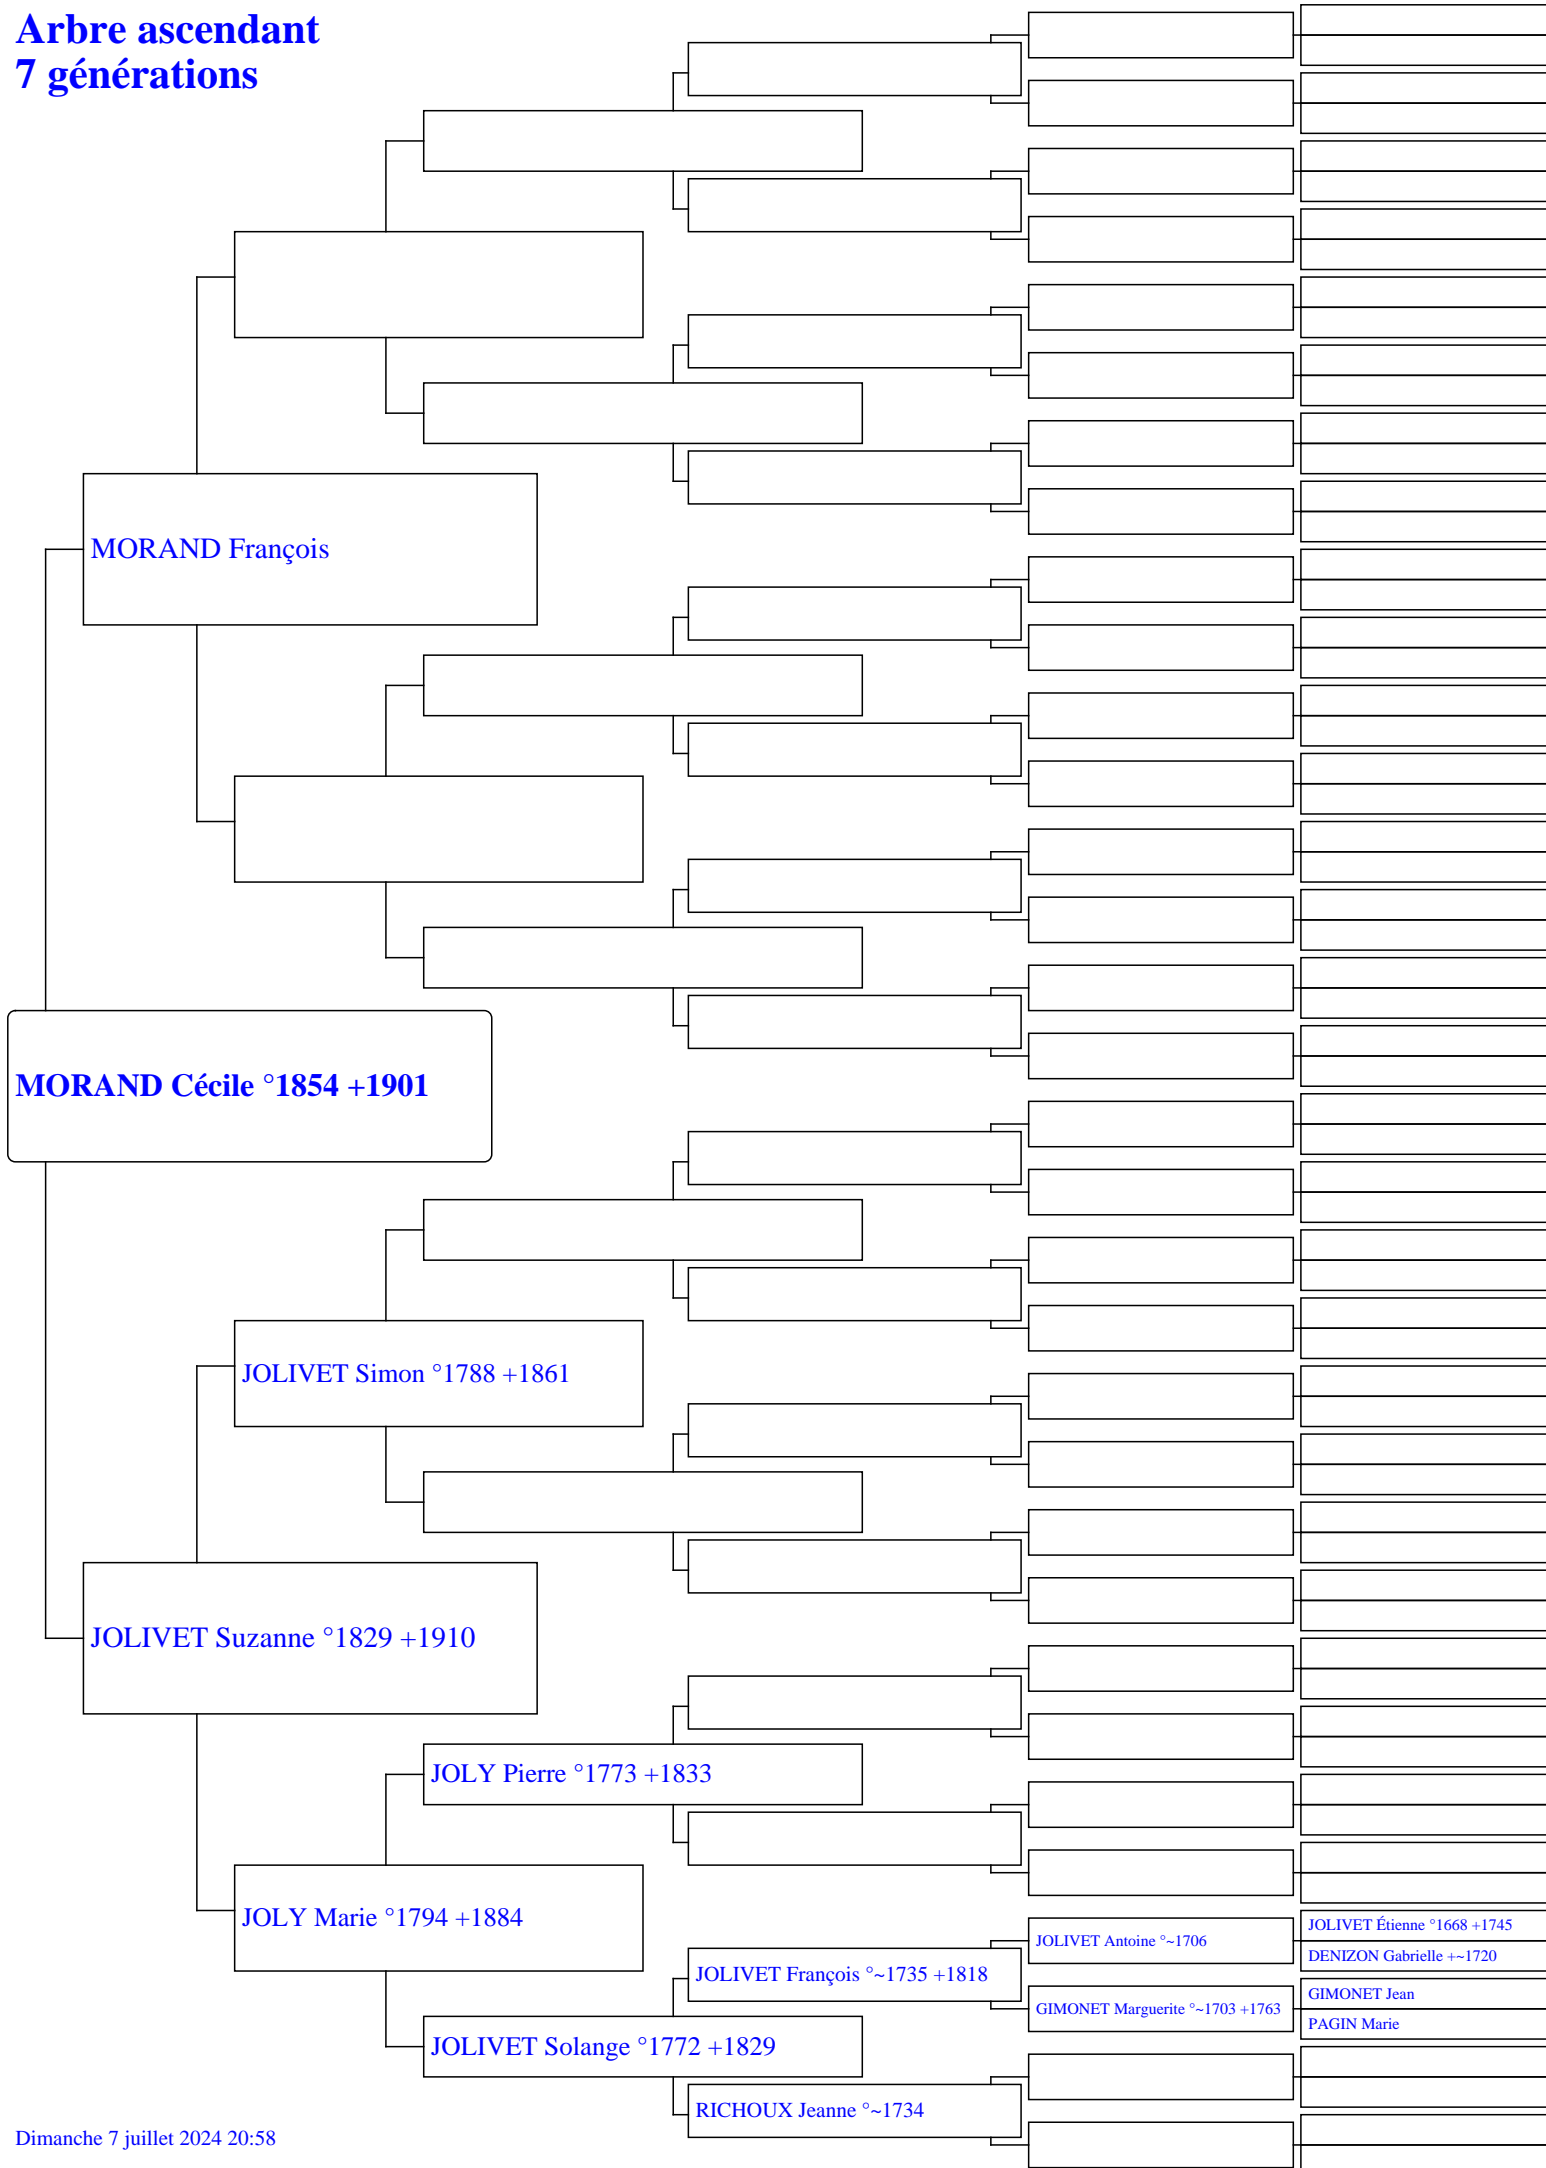 Arbre ascendant
7 générations
MORAND François
MORAND Cécile °1854 +1901
JOLIVET Simon °1788 +1861
JOLIVET Suzanne °1829 +1910
JOLY Pierre °1773 +1833
JOLY Marie °1794 +1884
JOLIVET Étienne °1668 +1745
JOLIVET Antoine °~1706
DENIZON Gabrielle +~1720
JOLIVET François °~1735 +1818
GIMONET Jean
GIMONET Marguerite °~1703 +1763
PAGIN Marie
JOLIVET Solange °1772 +1829
RICHOUX Jeanne °~1734
Dimanche 7 juillet 2024 20:58